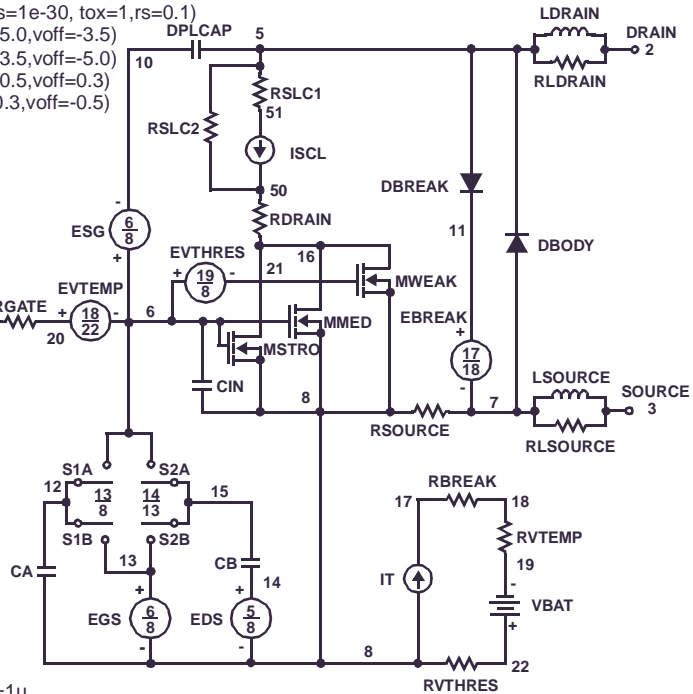 s=1e-30, tox=1,rs=0.1)
5.0,voff=-3.5)
3.5,voff=-5.0)
0.5,voff=0.3)
0.3,voff=-0.5)
LDRAIN
DPLCAP 5 DRAIN
10 2
RSLC1 RLDRAIN
51
RSLC2
ISCL
DBREAK
50
RDRAIN
ESG 6 8
11
DBODY
EVTHRES 16
21
19 8
MWEAK
EVTEMP
RGATE 18 22 6 EBREAK
20 MMED
MSTRO 17 18
CIN
LSOURCE
8 7 SOURCE
3
RSOURCE
RLSOURCE
S1A S2A
RBREAK
12 13 8 14 13 15 17 18
S1B S2B RVTEMP
13 CB 19
CA IT
14
VBAT
EGS 6 8 EDS 5 8
8 22
RVTHRES
-1u
+
-
+
-
+
-
+
-
+
-
+
-
-
+